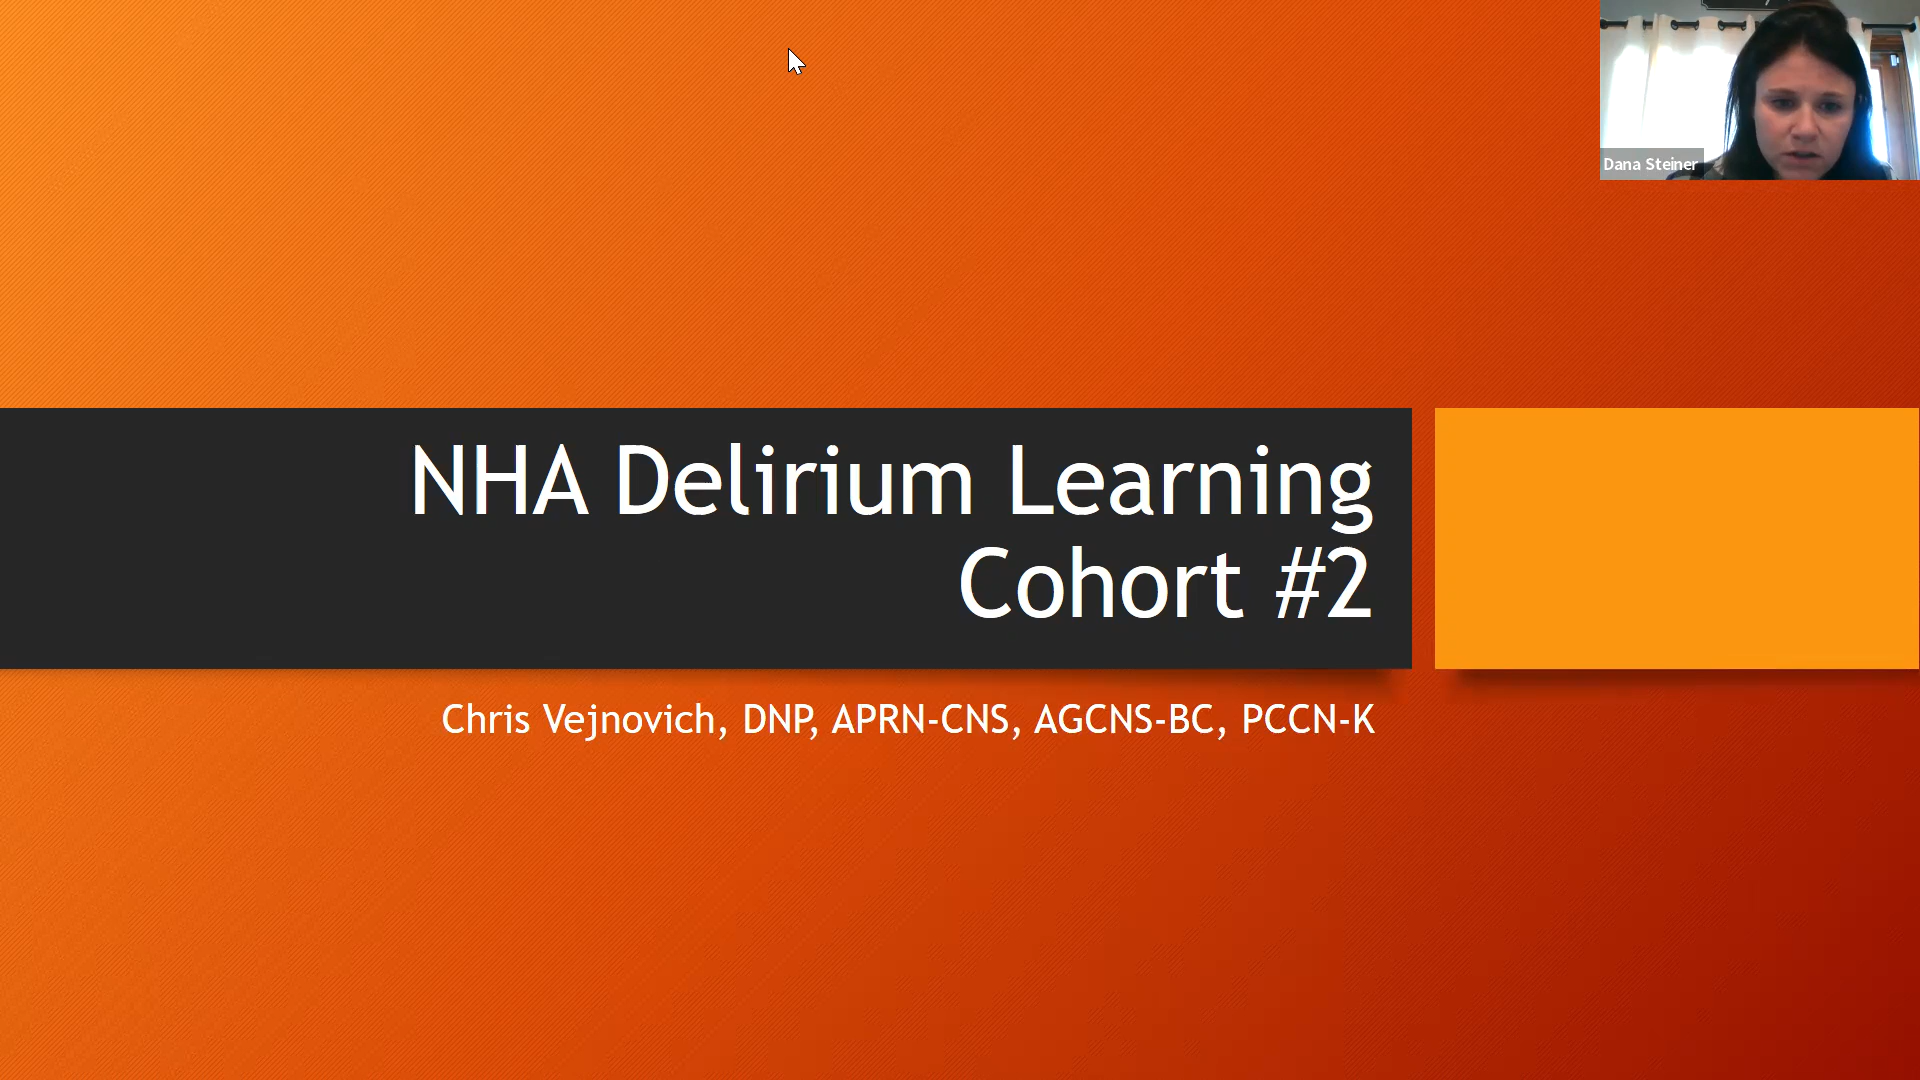 Dana Steiner
NHA Delirium Learning
Cohort #2
Chris Vejnovich, DNP, APRN-CNS, AGCNS-BC, PCCN-K